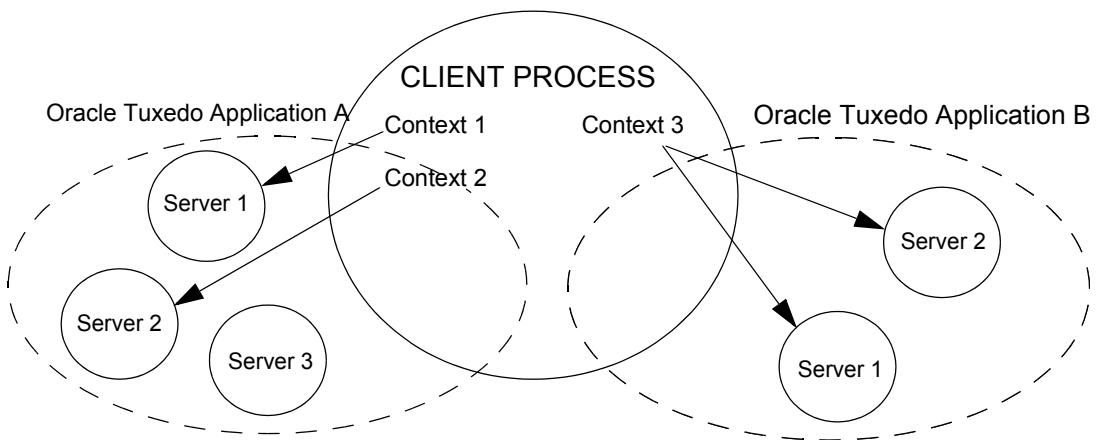 CLIENT PROCESS
Oracle Tuxedo Application A
Context 1
Context 3
Oracle Tuxedo Application B
Context 2
Server 1
Server 2
Server 2
Server 3
Server 1